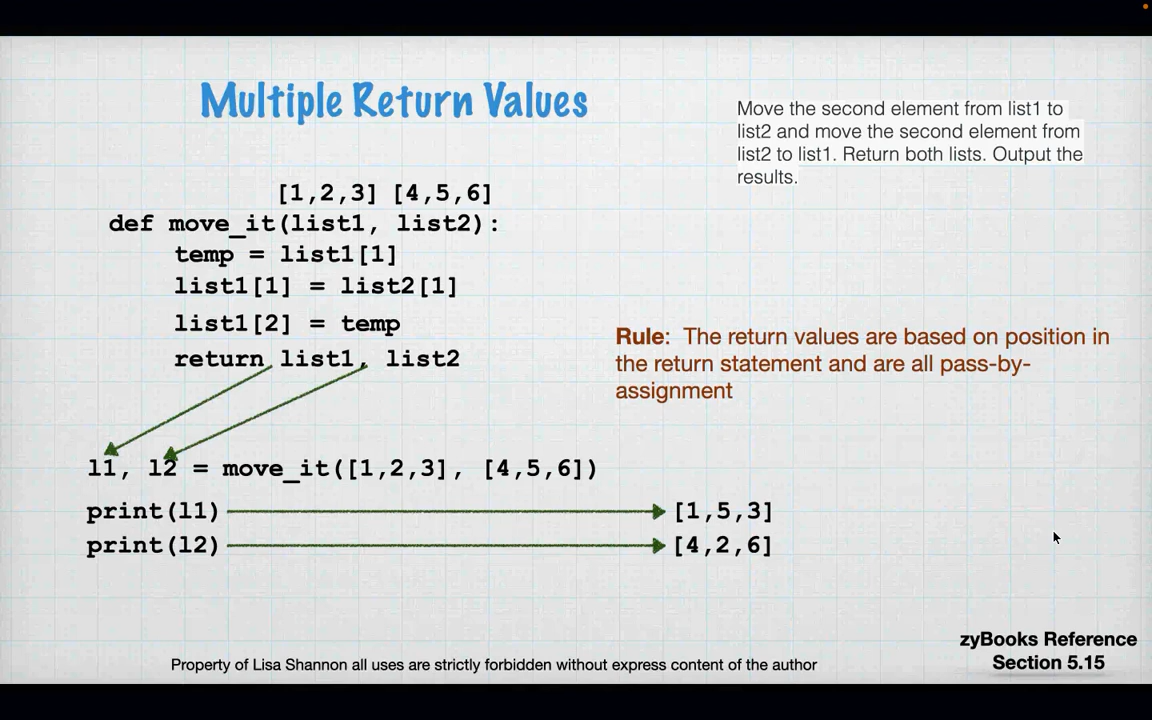 Multiple Return Values
Move the second element from list1 to
list2 and move the second element from
list2 to list1. Return both lists. Output the
results.
[1,2,3] [4,5,6]
def move_it(list1, list2):
temp = list1[1]
list1[1] = list2[1]
list1[2] = temp
return list1, list2
Rule: The return values are based on position in
the return statement and are all pass-by-
assignment
l1, l2 = move_it([1,2,3], [4,5,6])
print(l1) [1,5,3]
print(l2) [4,2,6]
zyBooks Reference
Section 5.15
Property of Lisa Shannon all uses are strictly forbidden without express content of the author